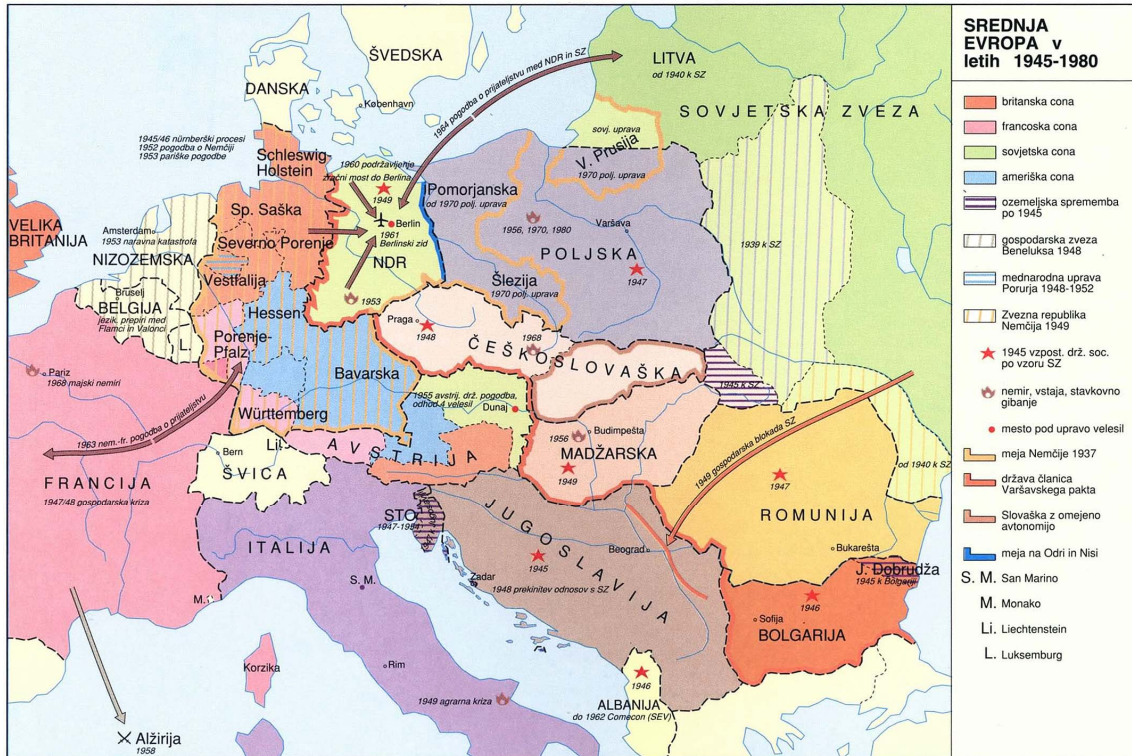 SREDNJA
EVROPA v
letih 1945-1980
britanska cona
francoska cona
sovjetska cona
ameriška cona
ozemeljska sprememba
po 1945
gospodarska zveza
Beneluksa 1948
mednarodna uprava
Porurja 1948-1952
Zvezna republika
Nemčija 1949
1945 vzpost. drž. soc.
po vzoru SZ
nemir, vstaja, stavkovno
gibanje
mesto pod upravo velesil
meja Nemčije 1937
država članica
Varšavskega pakta
Slovaška z omejeno
avtonomijo
meja na Odri in Nisi
S. M. San Marino
M. Monako
Li. Liechtenstein
L. Luksemburg
ŠVEDSKA
DANSKA
København
LITVA
od 1940 k SZ
SOVJETSKA ZVEZA
1964 pogodba o prijateljstvu med NDR in SZ
1945/46 nürnberški procesi
1952 pogodba o Nemčiji
1953 pariške pogodbe
Schleswig-
Holstein
1960 podržavljenje
zračni most do Berlina
1949
sovj. uprava
V. Prusija
1970 polj. uprava
Pomorjanska
od 1970 polj. uprava
VELIKA
BRITANIJA
Sp. Saška
Berlin
1961
Berlinski zid
1956, 1970, 1980
Varšava
1939 k SZ
Amsterdam
1953 naravna katastrofa
NIZOZEMSKA
Severno Porenje
NDR
POLJSKA
1947
Vestfalija
Bruselj
BELGIJA
jezik. prepiri med
Flamci in Valonci
L.
Hessen
1953
Šlezija
1970 polj. uprava
Porenje-
Pfalz
Praga
1948
1968
ČEŠKOSLOVAŠKA
Pariz
1968 majski nemiri
Bavarska
1945 k SZ
1955 avstrij. drž. pogodba,
odhod 4 velesil
Dunaj
Württemberg
1963 nem.-fr. pogodba o prijateljstvu
1956
Budimpešta
MADŽARSKA
1949
1949 gospodarska blokada SZ
od 1940 k SZ
Li.
AVSTRIJA
Bern
ŠVICA
FRANCIJA
1947/48 gospodarska kriza
1947
ROMUNIJA
STO
1947-1954
ITALIJA
JUGOSLAVIJA
Beograd
Bukarešta
J. Dobrudža
1945 k Bolgariji
1945
1948 prekinitev odnosov s SZ
Zadar
S. M.
M.
1946
Sofija
BOLGARIJA
Korzika
Rim
1949 agrarna kriza
1946
ALBANIJA
do 1962 Comecon (SEV)
Alžirija
1958